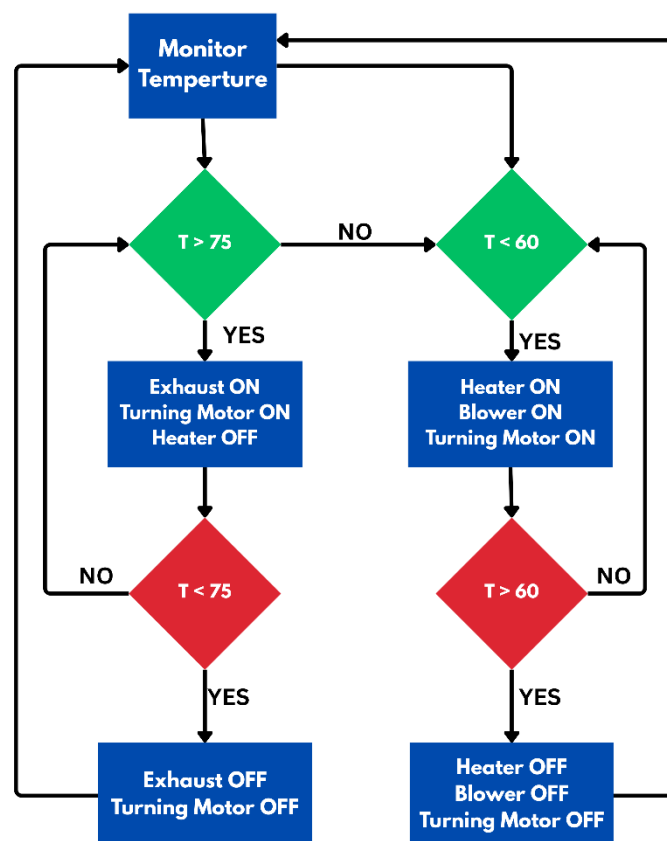 Monitor
Temperture
T > 75
NO
T < 60
YES
YES
Exhaust ON
Turning Motor ON
Heater OFF
Heater ON
Blower ON
Turning Motor ON
NO
T < 75
T > 60
NO
YES
YES
Exhaust OFF
Turning Motor OFF
Heater OFF
Blower OFF
Turning Motor OFF